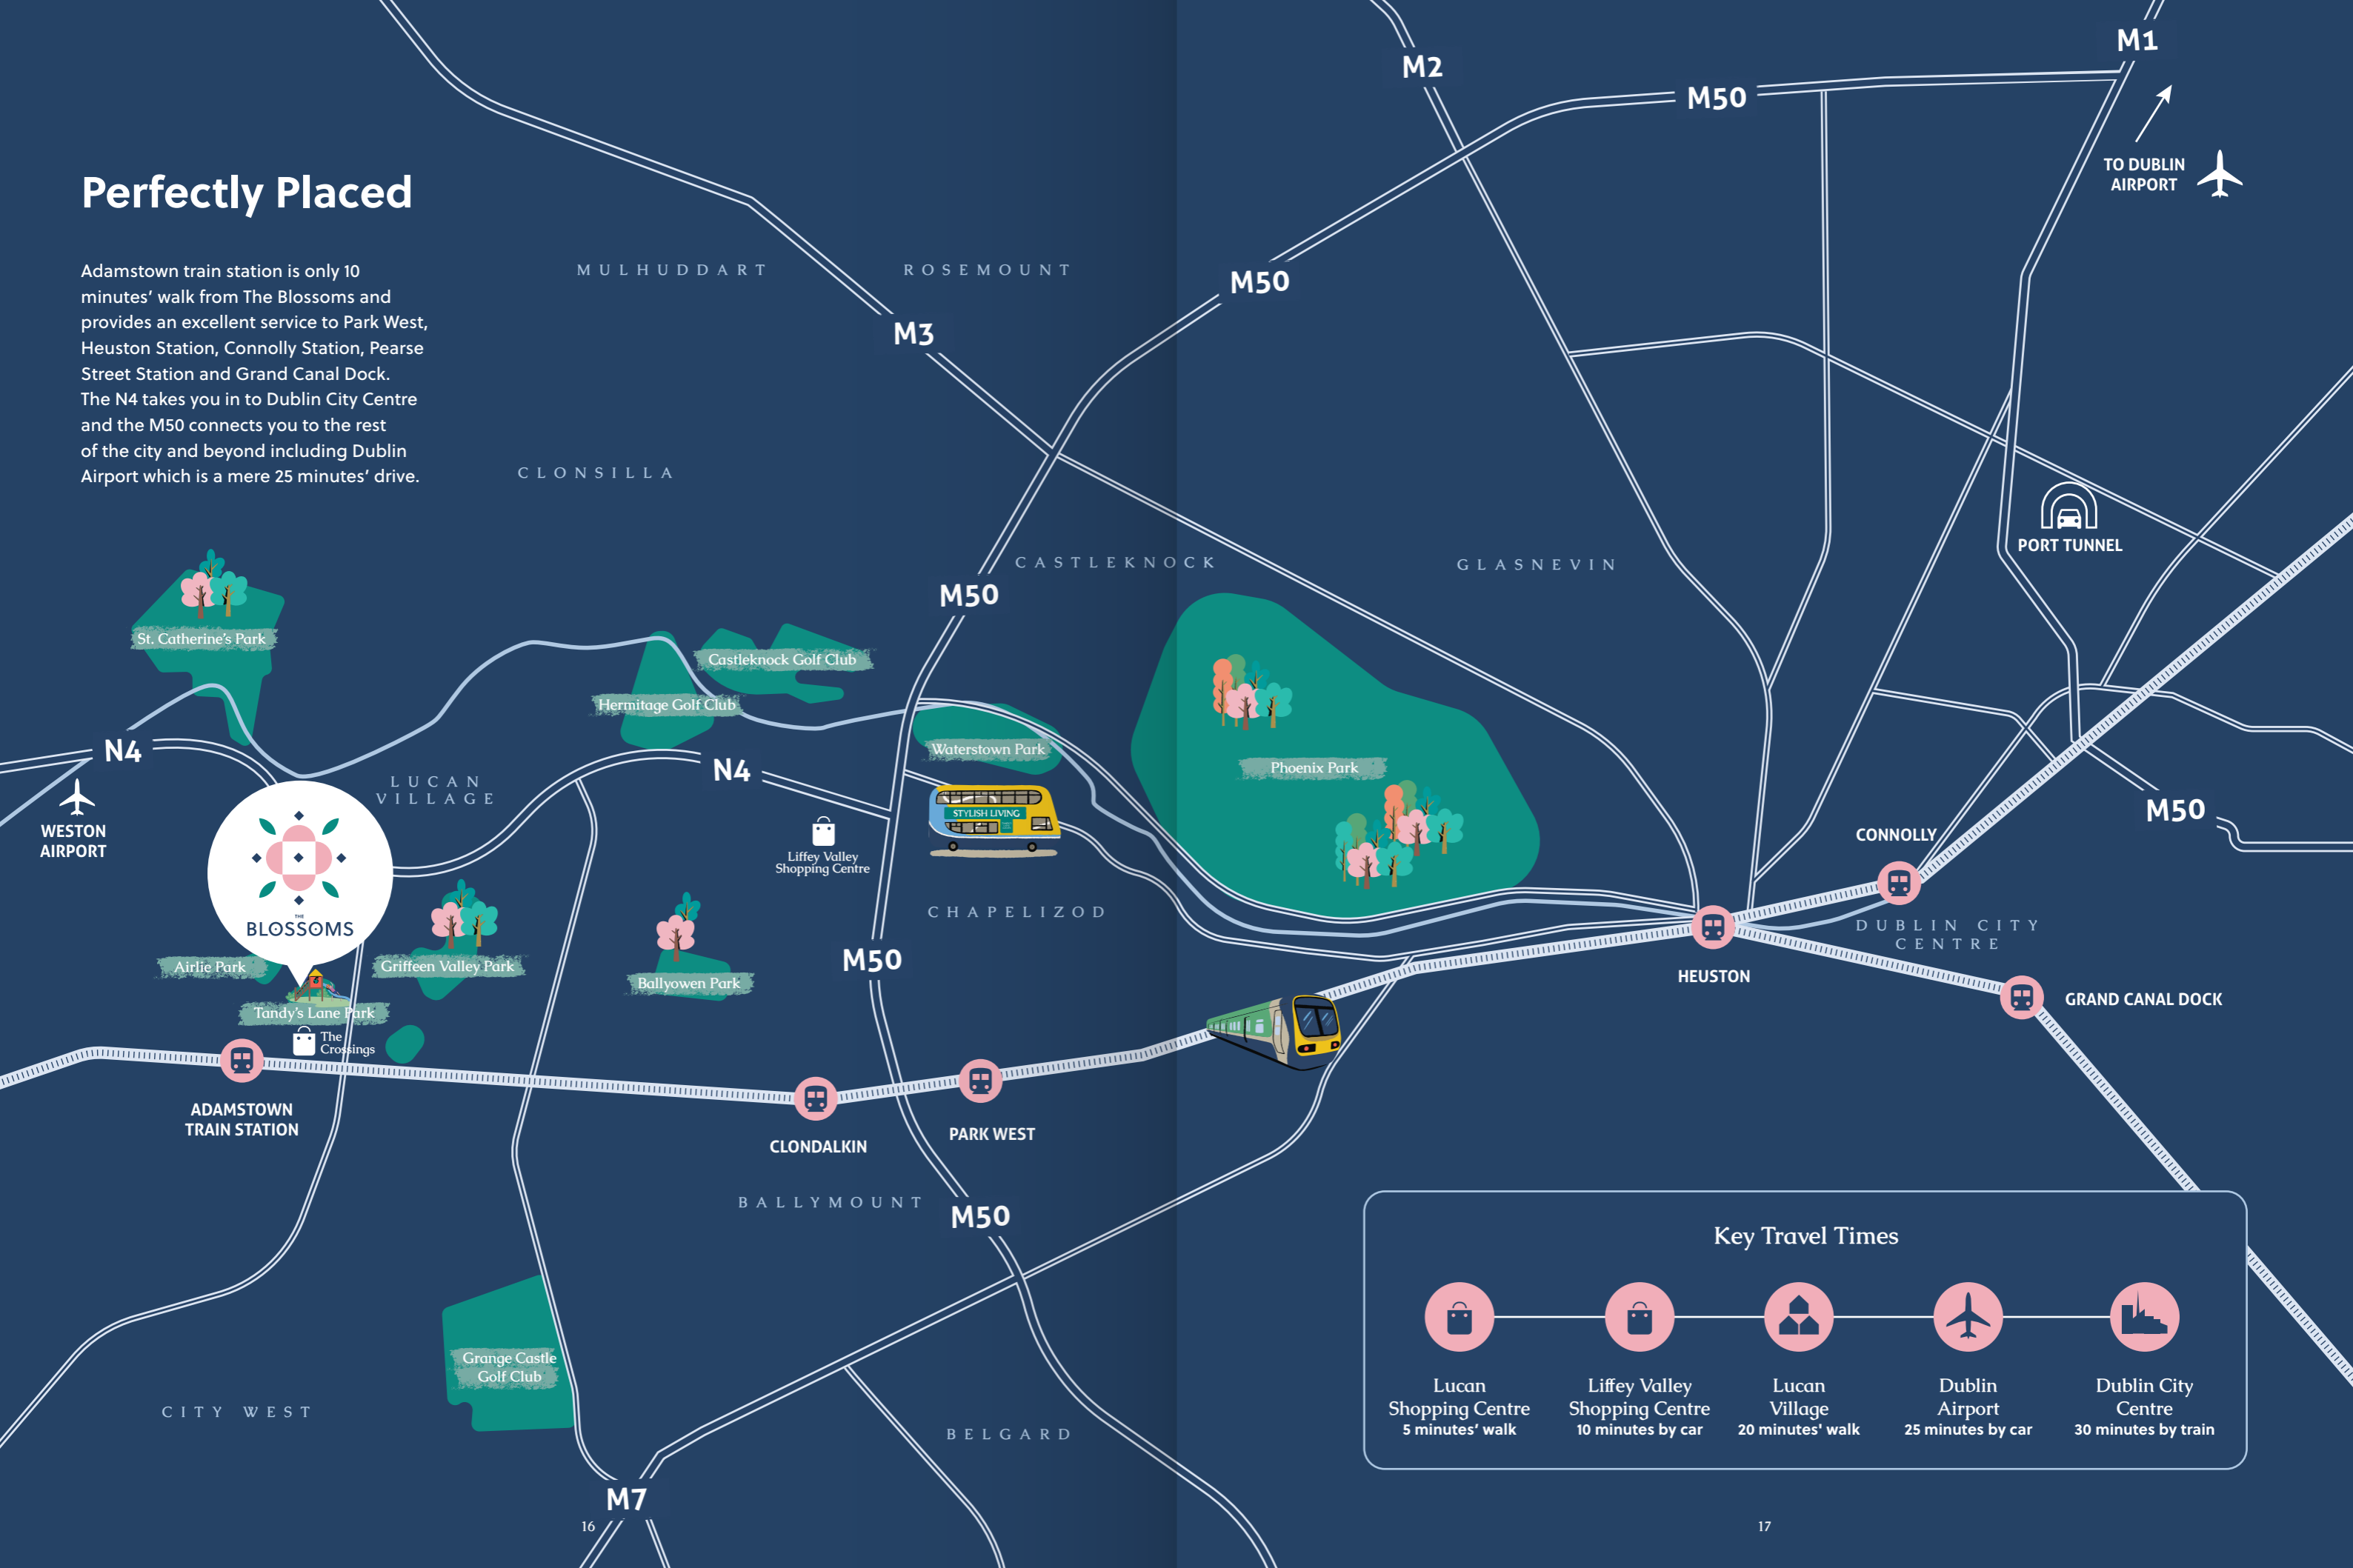 Perfectly Placed
Adamstown train station is only 10
minutes’ walk from The Blossoms and
provides an excellent service to Park West,
Heuston Station, Connolly Station, Pearse
Street Station and Grand Canal Dock.
The N4 takes you in to Dublin City Centre
and the M50 connects you to the rest
of the city and beyond including Dublin
Airport which is a mere 25 minutes’ drive.
M1
M2
M50
TO DUBLIN
AIRPORT
MULHUDDART
ROSEMOUNT
M50
M3
CLONSILLA
PORT TUNNEL
CASTLEKNOCK
GLASNEVIN
M50
St. Catherine's Park
Castleknock Golf Club
Hermitage Golf Club
Waterstown Park
Phoenix Park
N4
N4
LUCAN
VILLAGE
WESTON
AIRPORT
STYLISH LIVING
M50
CONNOLLY
Liffey Valley
Shopping Centre
THE
BLOSSOMS
CHAPELIZOD
DUBLIN CITY
CENTRE
M50
Airlie Park
Griffeen Valley Park
Ballyowen Park
HEUSTON
GRAND CANAL DOCK
Tandy's Lane Park
The
Crossings
ADAMSTOWN
TRAIN STATION
CLONDALKIN
PARK WEST
BALLYMOUNT
M50
Grange Castle
Golf Club
CITY WEST
BELGARD
M7
Key Travel Times
Lucan
Shopping Centre
5 minutes’ walk
Liffey Valley
Shopping Centre
10 minutes by car
Lucan
Village
20 minutes' walk
Dublin
Airport
25 minutes by car
Dublin City
Centre
30 minutes by train
16
17